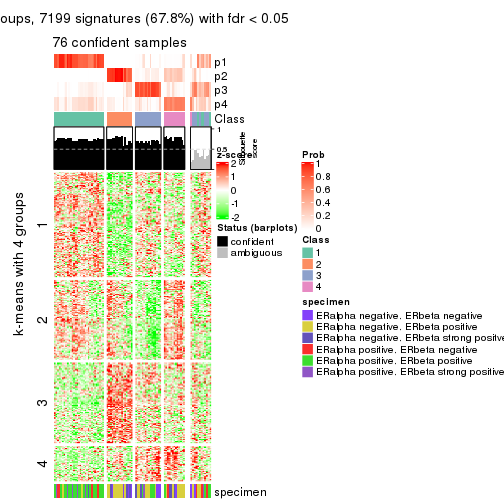 oups, 7199 signatures (67.8%) with fdr < 0.05
76 confident samples
p1
p2
p3
p4
Class
1
0.5
0
Silhouette
score
k-means with 4 groups
1
2
3
4
specimen
z-score
2
1
0
-1
-2
Status (barplots)
confident
ambiguous
Prob
1
0.8
0.6
0.4
0.2
0
Class
1
2
3
4
specimen
ERalpha negative. ERbeta negative
ERalpha negative. ERbeta positive
ERalpha negative. ERbeta strong positive
ERalpha positive. ERbeta negative
ERalpha positive. ERbeta positive
ERalpha positive. ERbeta strong positive